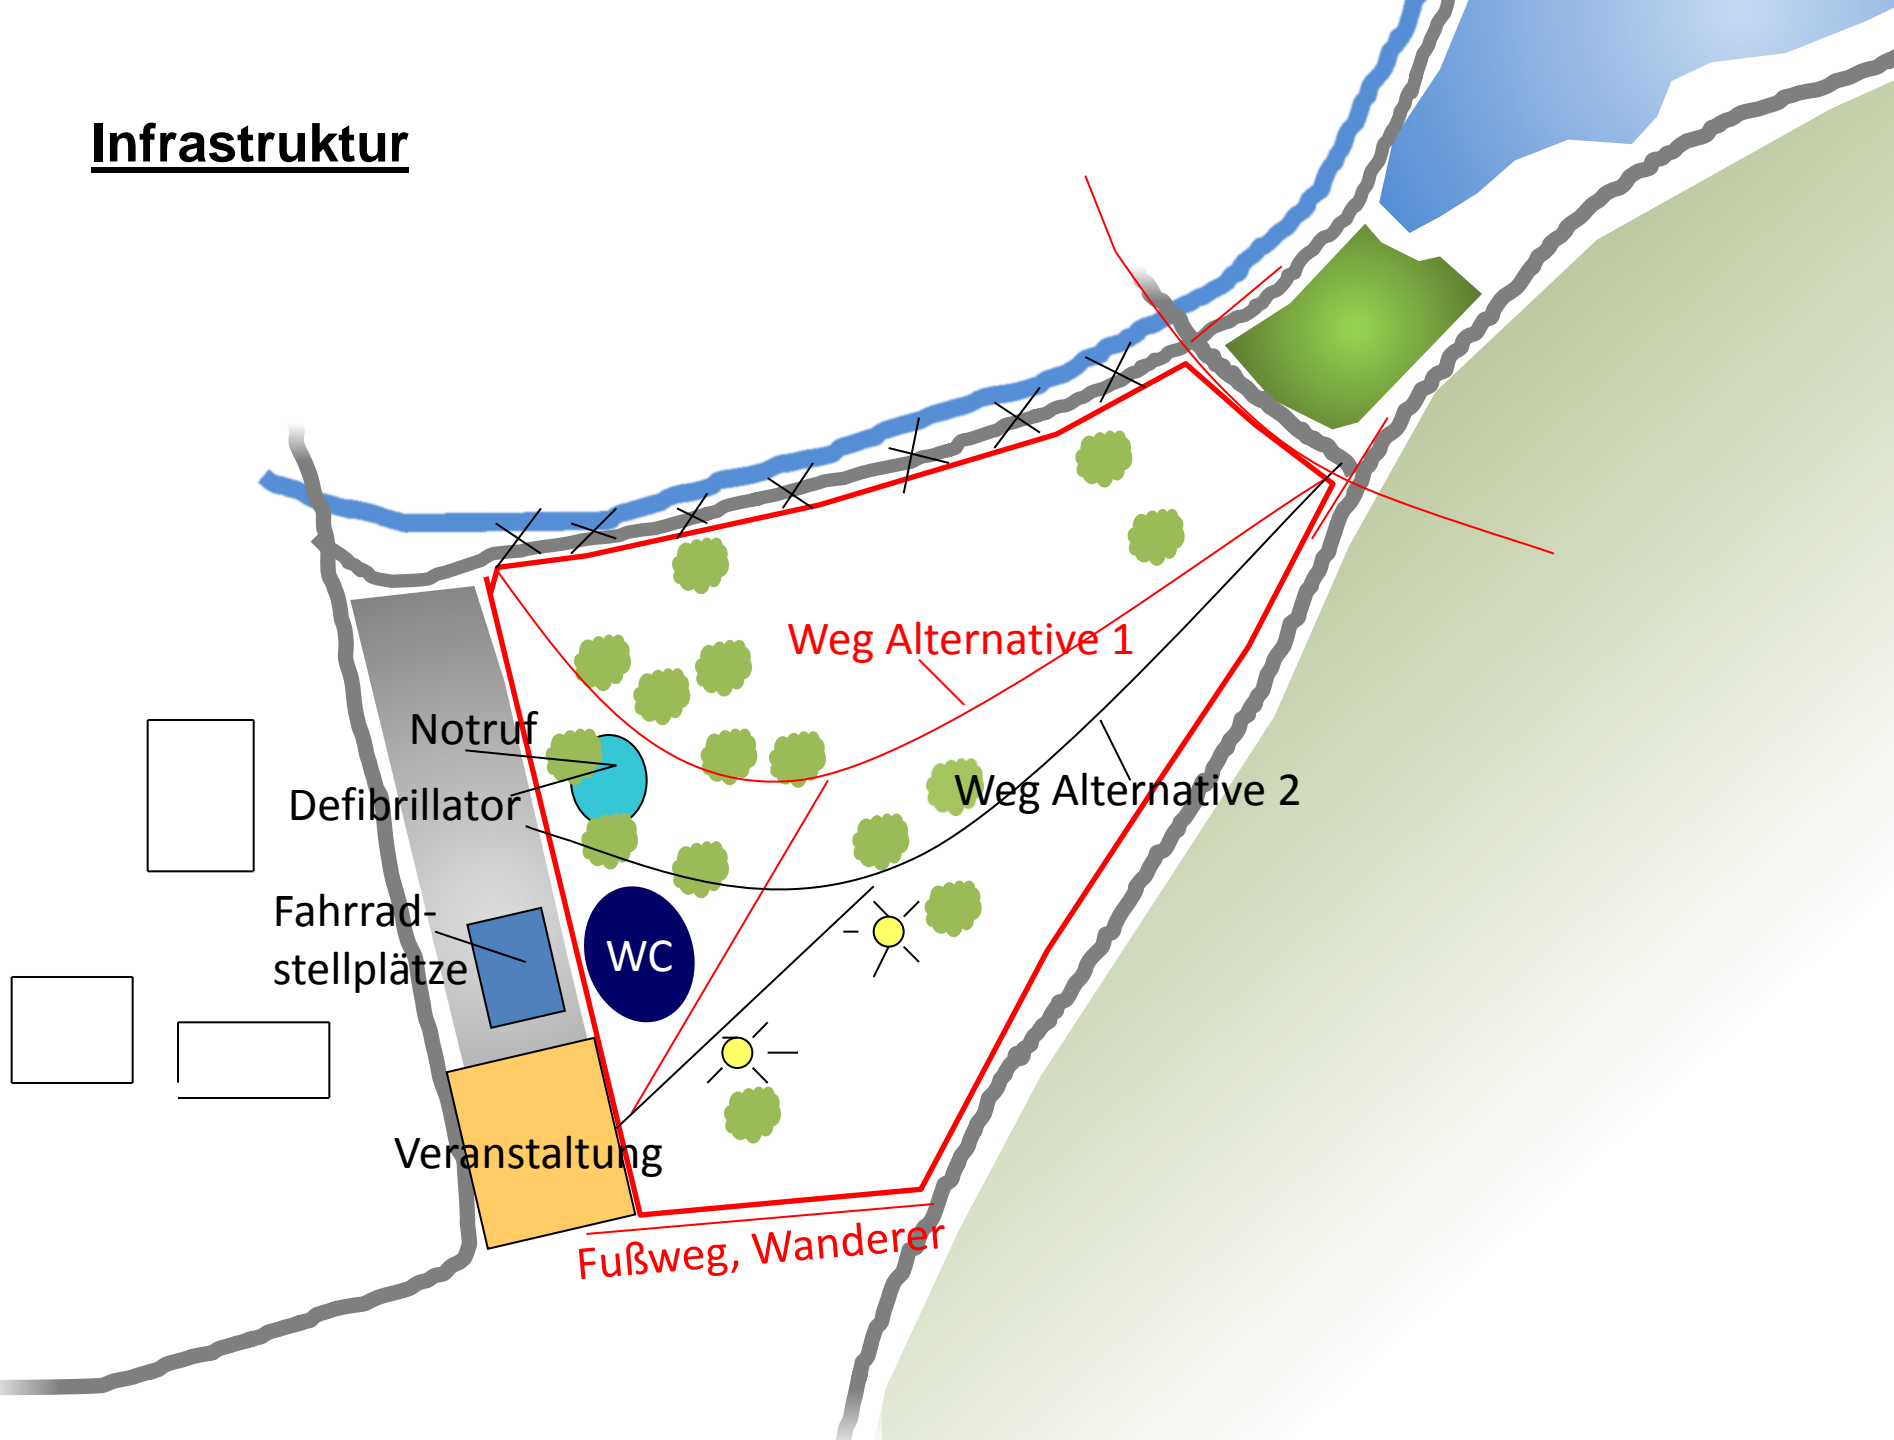 Infrastruktur
Weg Alternative 1
Notruf
Defibrillator
Weg Alternative 2
Fahrrad-
stellplätze
WC
Veranstaltung
Fußweg, Wanderer